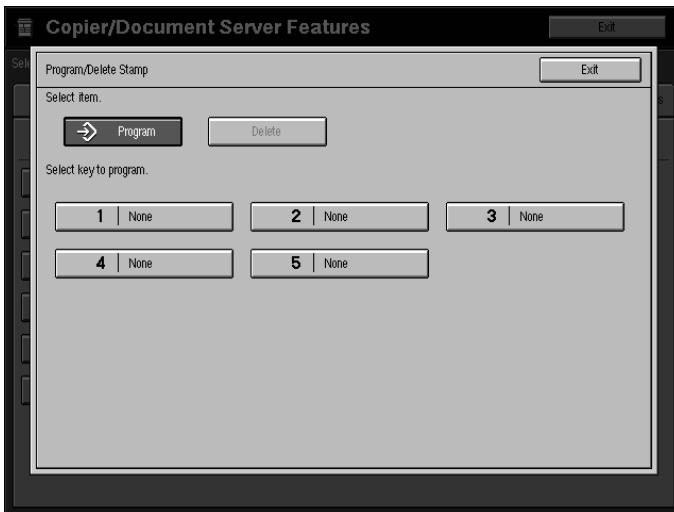 Copier/Document Server Features Exit
Sele
Program/Delete Stamp Exit
Select item.
s
Program Delete
Select key to program.
1 None 2 None 3 None
4 None 5 None